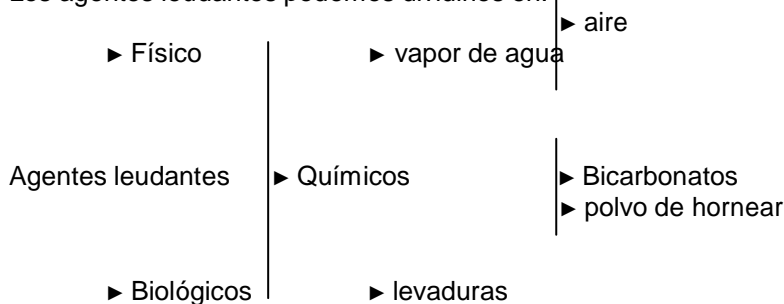 Los agentes leudantes podemos dividirlos en:
► aire
► Físico ► vapor de agua
Agentes leudantes ► Químicos ► Bicarbonatos
► polvo de hornear
► Biológicos ► levaduras